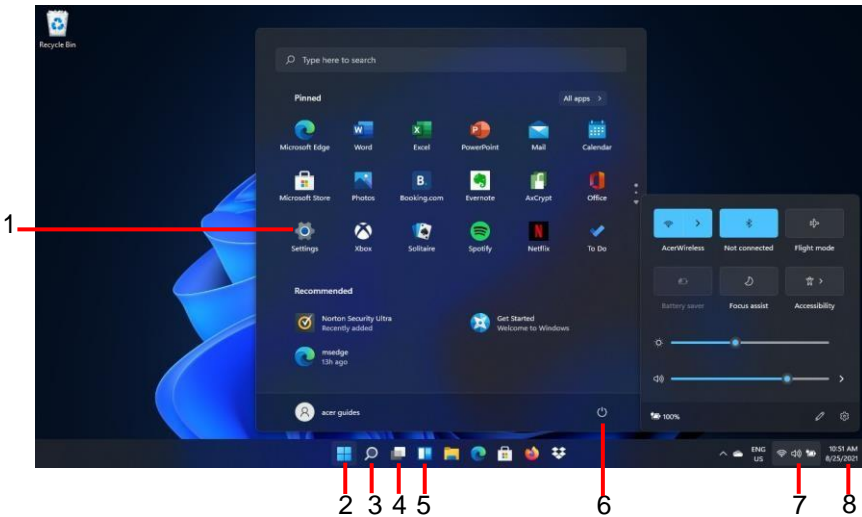 Recycle Bin
Type here to search
Pinned
All apps >
Microsoft Edge
Word
Excel
PowerPoint
Mail
Calendar
Microsoft Store
Photos
Booking.com
Evernote
AxCrypt
Office
Settings
Xbox
Solitaire
Spotify
Netflix
To Do
Recommended
Norton Security Ultra
Recently added
Get Started
Welcome to Windows
msedge
13h ago
acer guides
AcerWireless
Not connected
Flight mode
Battery saver
Focus assist
Accessibility
100%
ENG
US
10:51 AM
8/25/2021
1
2 3 4 5 6 7 8